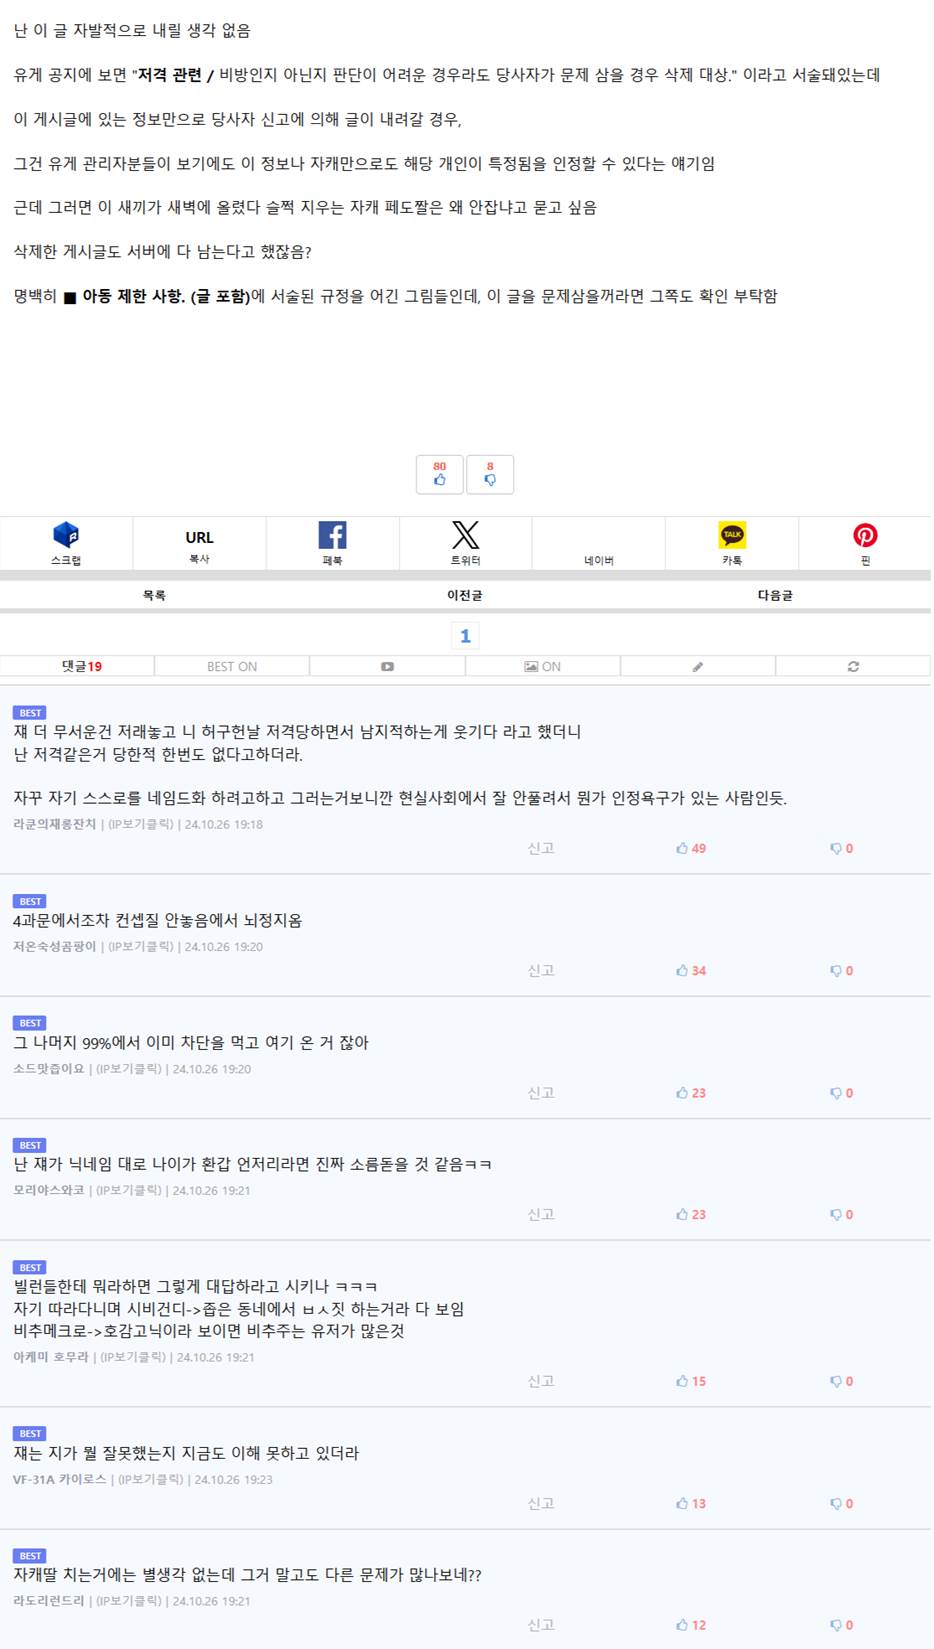 난 이 글 자발적으로 내릴 생각 없음
유게 공지에 보면 "저격 관련 / 비방인지 아닌지 판단이 어려운 경우라도 당사자가 문제 삼을 경우 삭제 대상." 이라고 서술돼있는데
이 게시글에 있는 정보만으로 당사자 신고에 의해 글이 내려갈 경우,
그건 유게 관리자분들이 보기에도 이 정보나 자캐만으로도 해당 개인이 특정됨을 인정할 수 있다는 얘기임
근데 그러면 이 새끼가 새벽에 올렸다 슬쩍 지우는 자캐 페도짤은 왜 안잡냐고 묻고 싶음
삭제한 게시글도 서버에 다 남는다고 했잖음?
명백히 ■ 아동 제한 사항. (글 포함)에 서술된 규정을 어긴 그림들인데, 이 글을 문제삼을꺼라면 그쪽도 확인 부탁함
80 8
스크랩 URL 복사 페북 트위터 네이버 TALK 카톡 핀
목록 이전글 다음글
1
댓글19 BEST ON ON
BEST
쟤 더 무서운건 저래놓고 니 허구헌날 저격당하면서 남지적하는게 웃기다 라고 했더니
난 저격같은거 당한적 한번도 없다고하더라.
자꾸 자기 스스로를 네임드화 하려고하고 그러는거보니깐 현실사회에서 잘 안풀려서 뭔가 인정욕구가 있는 사람인듯.
라쿤의재롱잔치 | (IP보기클릭) | 24.10.26 19:18
신고 49 0
BEST
4과문에서조차 컨셉질 안놓음에서 뇌정지옴
저온숙성곰팡이 | (IP보기클릭) | 24.10.26 19:20
신고 34 0
BEST
그 나머지 99%에서 이미 차단을 먹고 여기 온 거 잖아
소드맛즙이요 | (IP보기클릭) | 24.10.26 19:20
신고 23 0
BEST
난 쟤가 닉네임 대로 나이가 환갑 언저리라면 진짜 소름돋을 것 같음ㅋㅋ
모리야스와코 | (IP보기클릭) | 24.10.26 19:21
신고 23 0
BEST
빌런들한테 뭐라하면 그렇게 대답하라고 시키나 ㅋㅋㅋ
자기 따라다니며 시비건디->좁은 동네에서 ㅂㅅ짓 하는거라 다 보임
비추메크로->호감고닉이라 보이면 비추주는 유저가 많은것
아케미 호무라 | (IP보기클릭) | 24.10.26 19:21
신고 15 0
BEST
쟤는 지가 뭘 잘못했는지 지금도 이해 못하고 있더라
VF-31A 카이로스 | (IP보기클릭) | 24.10.26 19:23
신고 13 0
BEST
자캐딸 치는거에는 별생각 없는데 그거 말고도 다른 문제가 많나보네??
라도리런드리 | (IP보기클릭) | 24.10.26 19:21
신고 12 0